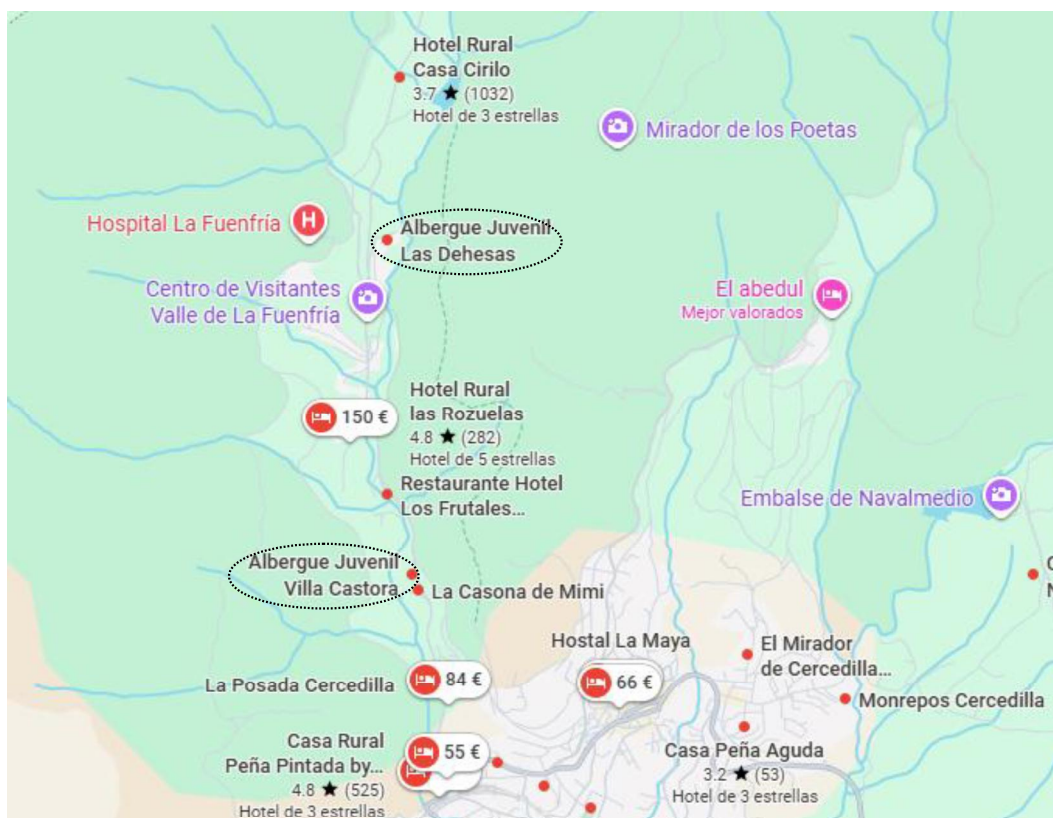 Hotel Rural
Casa Cirilo
3.7 ★ (1032)
Hotel de 3 estrellas
Mirador de los Poetas
Hospital La Fuenfría
H
Albergue Juvenil
Las Dehesas
Centro de Visitantes
Valle de La Fuenfría
El abedul
Mejor valorados
150 €
Hotel Rural
las Rozuelas
4.8 ★ (282)
Hotel de 5 estrellas
Restaurante Hotel
Los Frutales...
Embalse de Navalmedio
Albergue Juvenil
Villa Castora
La Casona de Mimi
Hostal La Maya
El Mirador
de Cercedilla...
La Posada Cercedilla
84 €
66 €
Monrepos Cercedilla
Casa Rural
Peña Pintada by...
4.8 ★ (525)
Hotel de 3 estrellas
55 €
Casa Peña Aguda
3.2 ★ (53)
Hotel de 3 estrellas